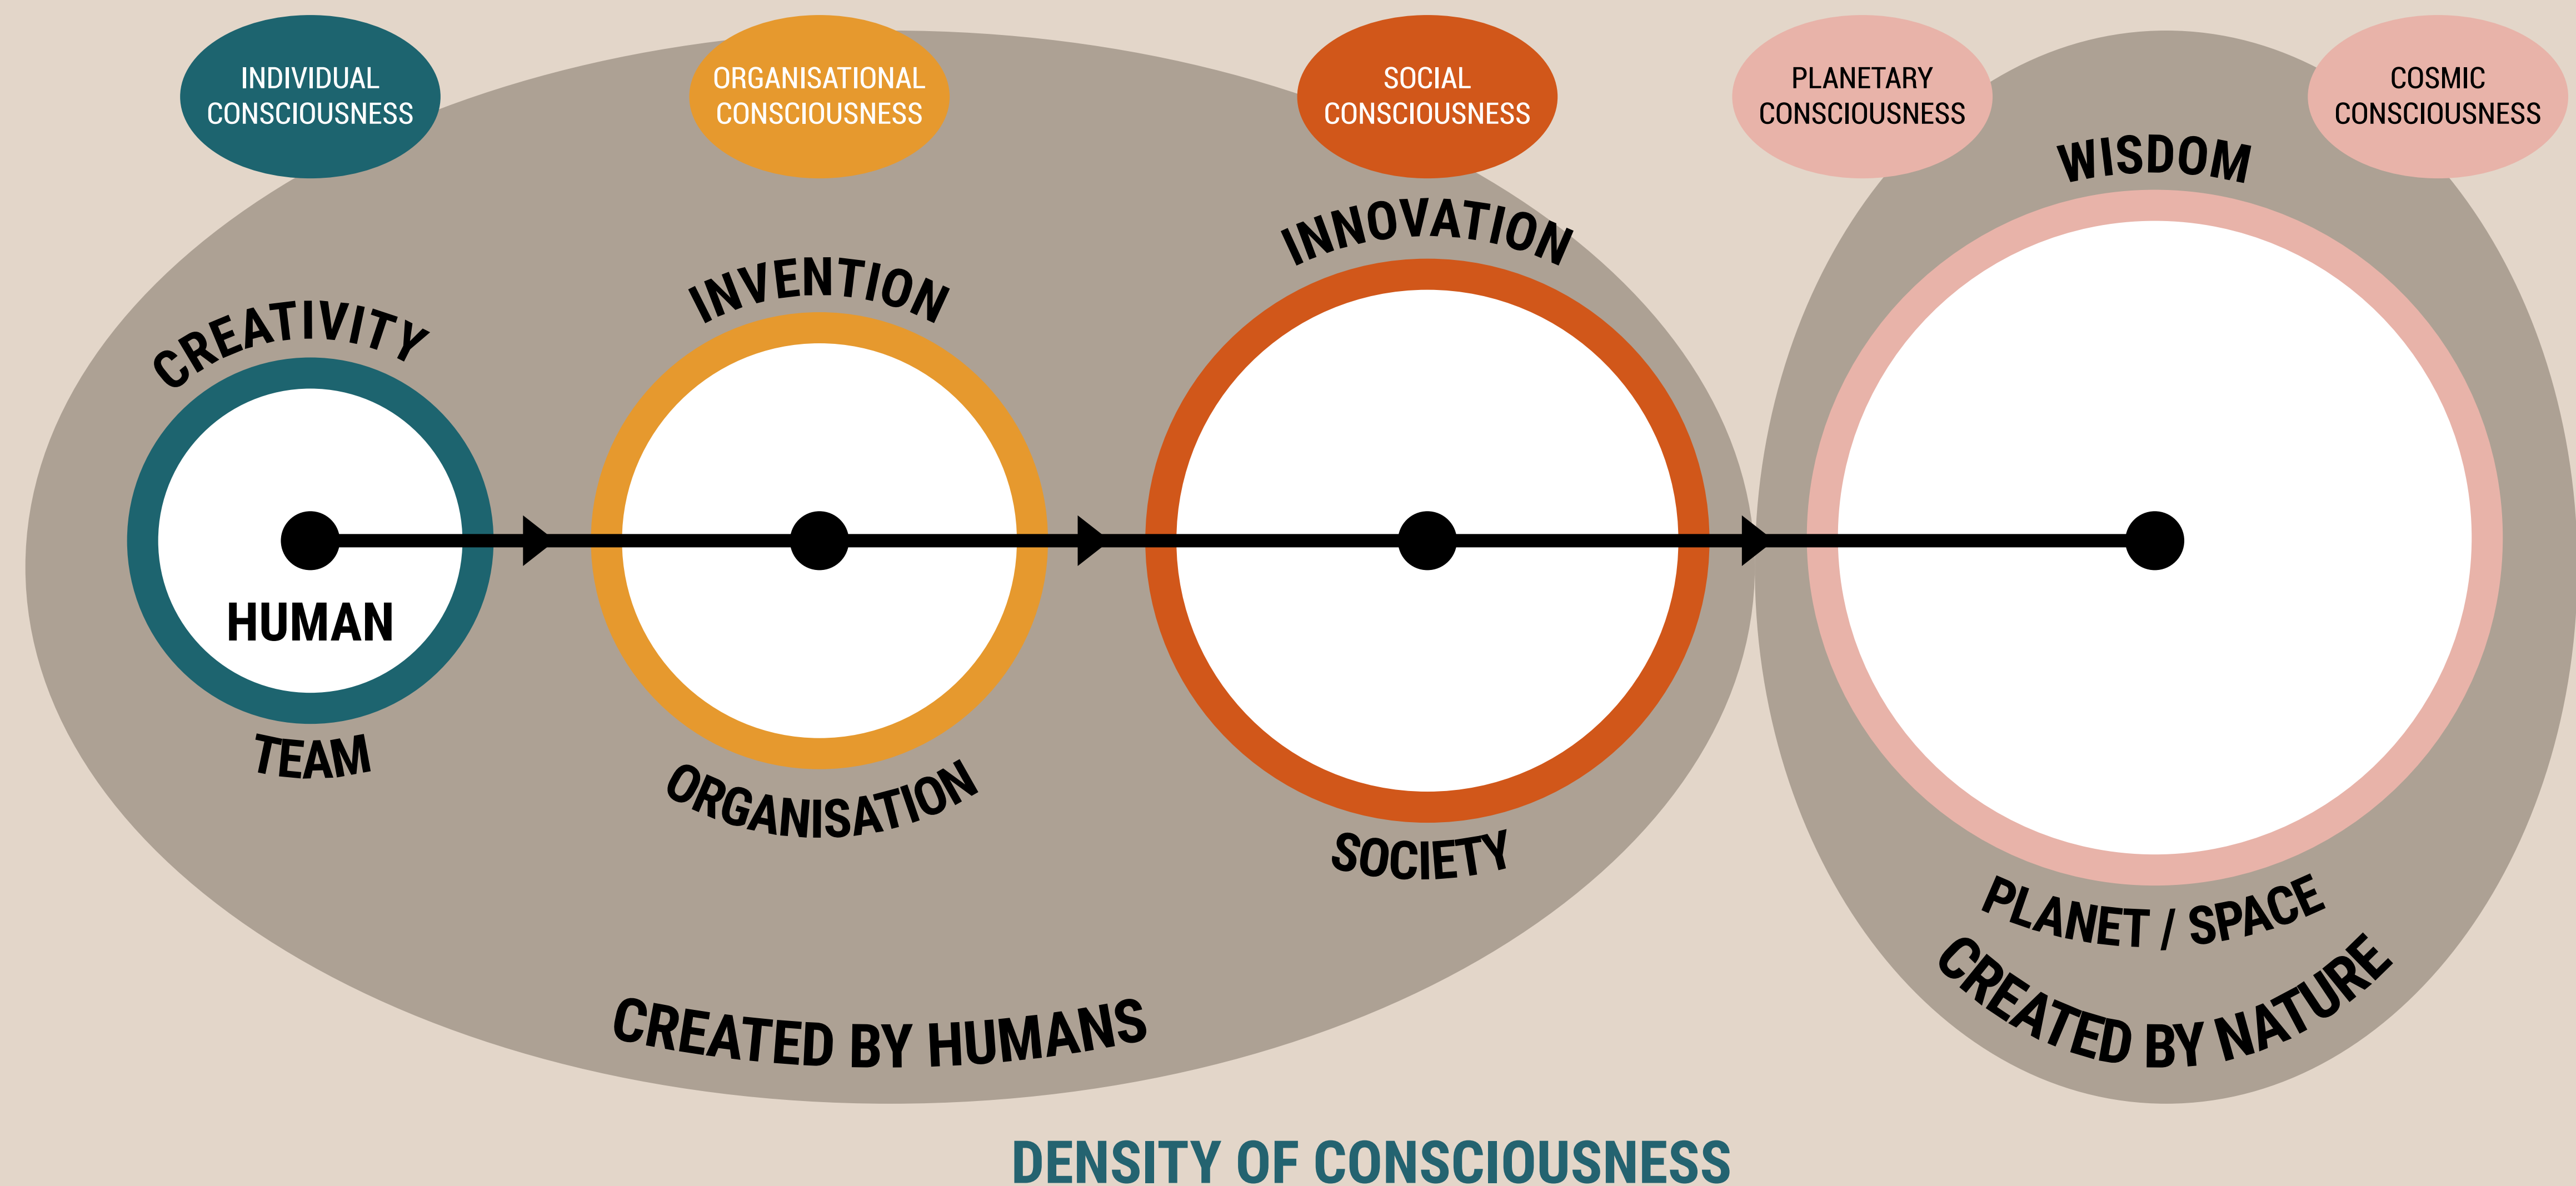 INDIVIDUAL
CONSCIOUSNESS
ORGANISATIONAL
CONSCIOUSNESS
SOCIAL
CONSCIOUSNESS
PLANETARY
CONSCIOUSNESS
COSMIC
CONSCIOUSNESS
CREATIVITY
HUMAN
TEAM
INVENTION
ORGANISATION
INNOVATION
SOCIETY
WISDOM
PLANET / SPACE
CREATED BY HUMANS
CREATED BY NATURE
DENSITY OF CONSCIOUSNESS